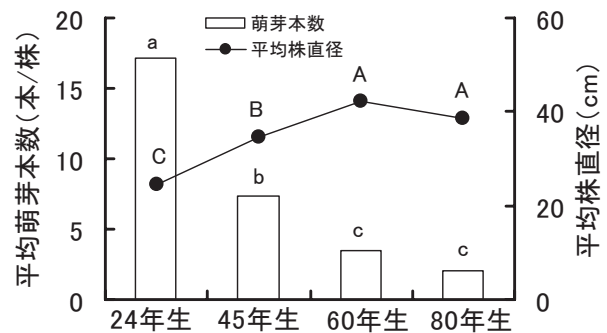 平均萌芽本数(本/株)
20
15
10
5
0
萌芽本数
平均株直径
a
b
c
c
C
B
A
A
60
40
20
0
平均株直径(cm)
24年生 45年生 60年生 80年生